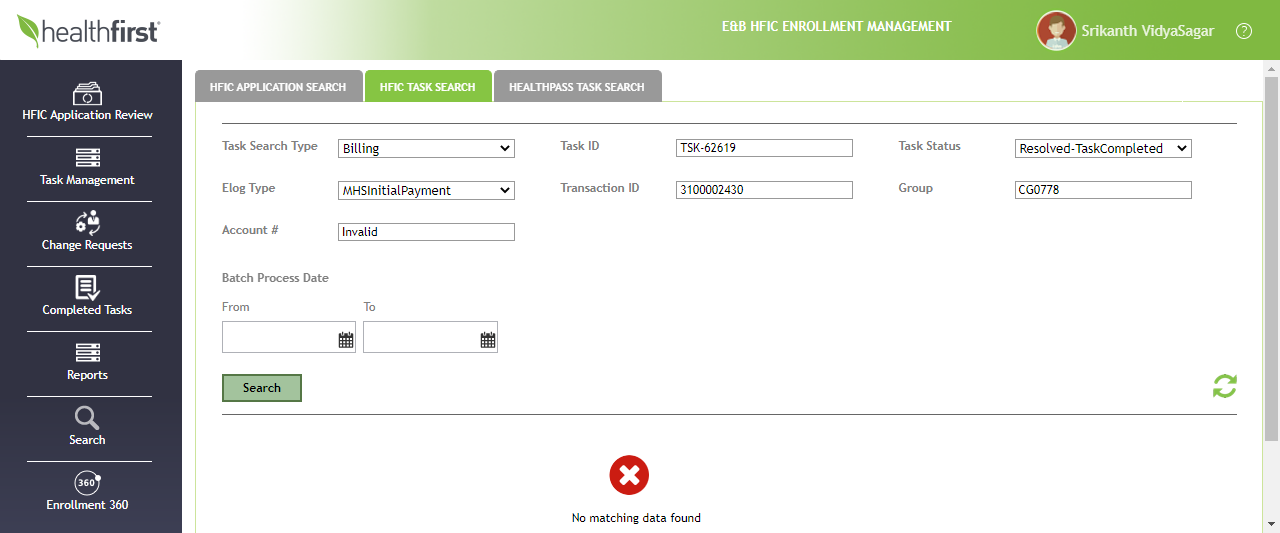 healthfirst®
E&B HFIC ENROLLMENT MANAGEMENT
Srikanth VidyaSagar
?
HFIC Application Review
Task Management
Change Requests
Completed Tasks
Reports
Search
360
Enrollment 360
HFIC APPLICATION SEARCH
HFIC TASK SEARCH
HEALTHPASS TASK SEARCH
Task Search Type Billing Task ID TSK-62619 Task Status Resolved-TaskCompleted
Elog Type MHSInitialPayment Transaction ID 3100002430 Group CG0778
Account # Invalid
Batch Process Date
From To
Search
No matching data found